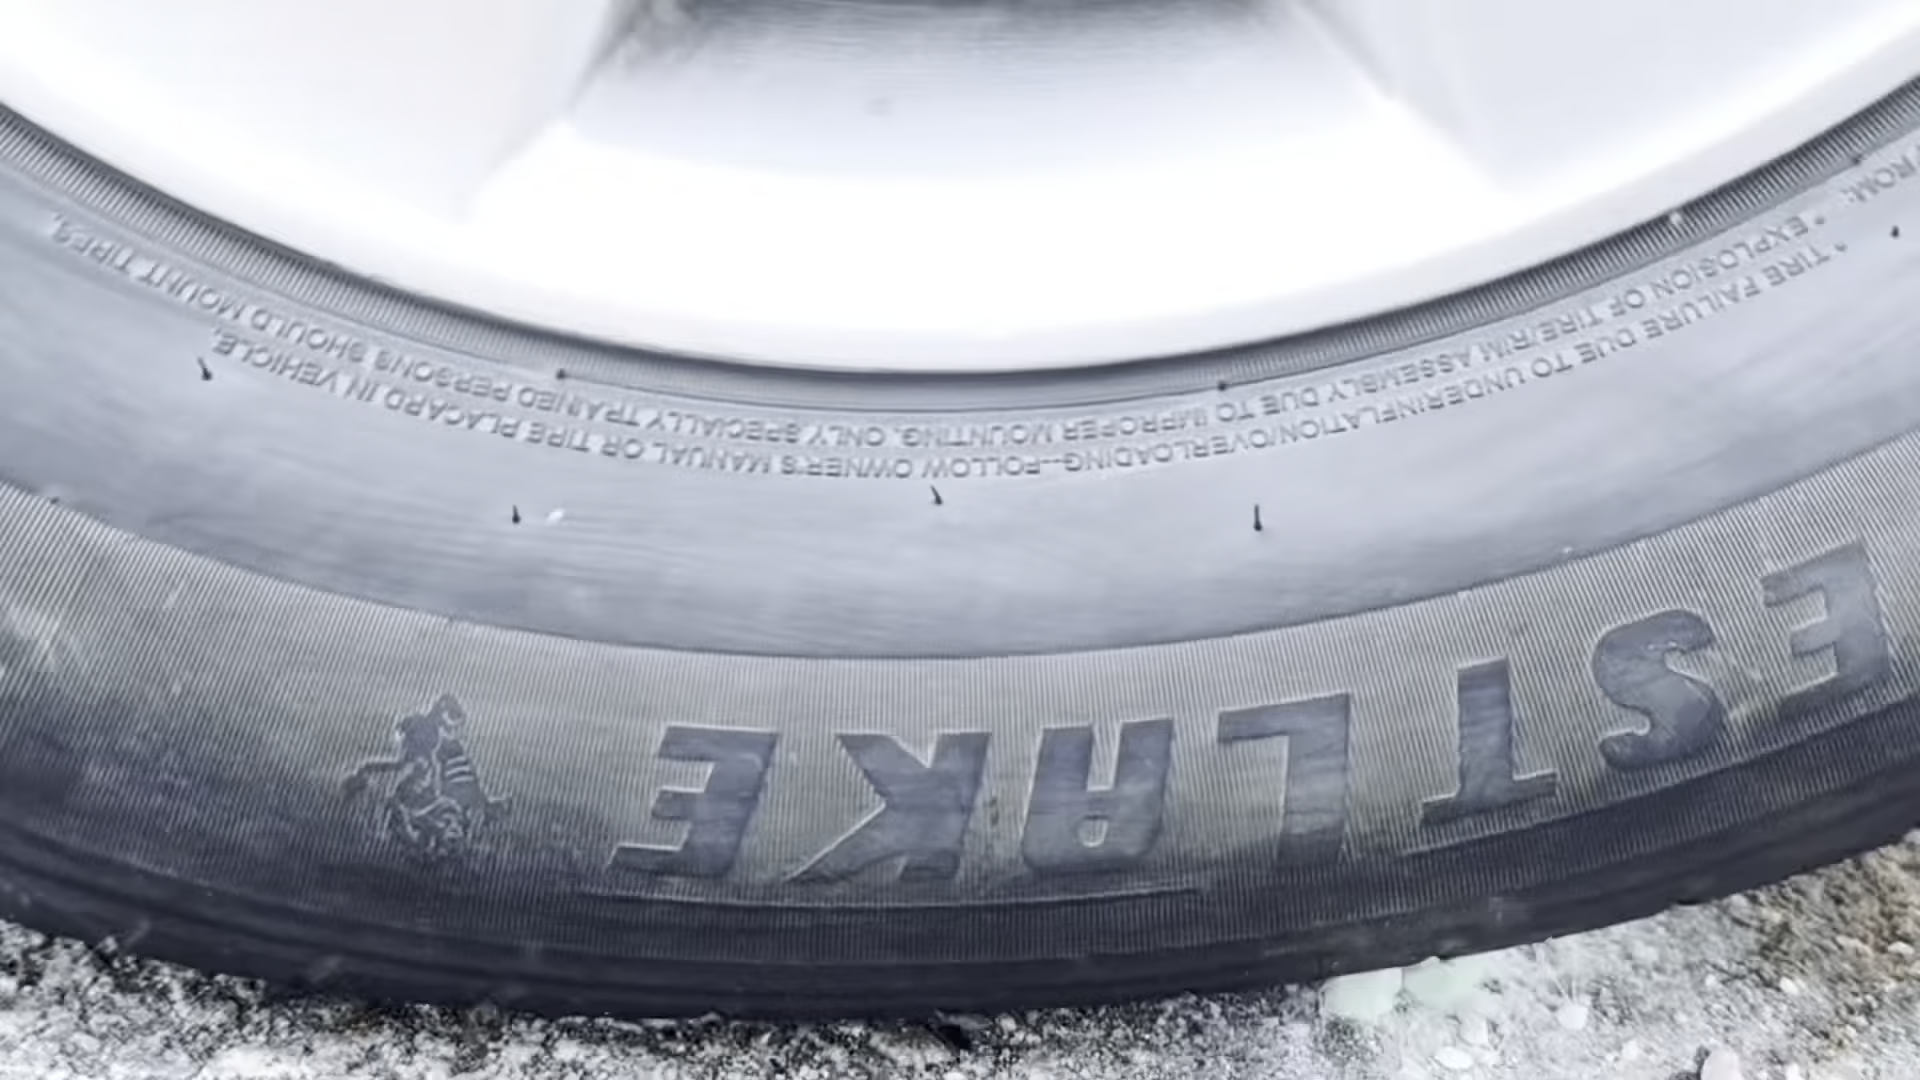 FROM:
* EXPLOSION OF TIRE/RIM ASSEMBLY DUE TO IMPROPER MOUNTING, ONLY SPECIALLY TRAINED PERSONS SHOULD MOUNT TIRES.
* TIRE FAILURE DUE TO UNDERINFLATION/OVERLOADING--FOLLOW OWNER'S MANUAL OR TIRE PLACARD IN VEHICLE.
ESTLAKE